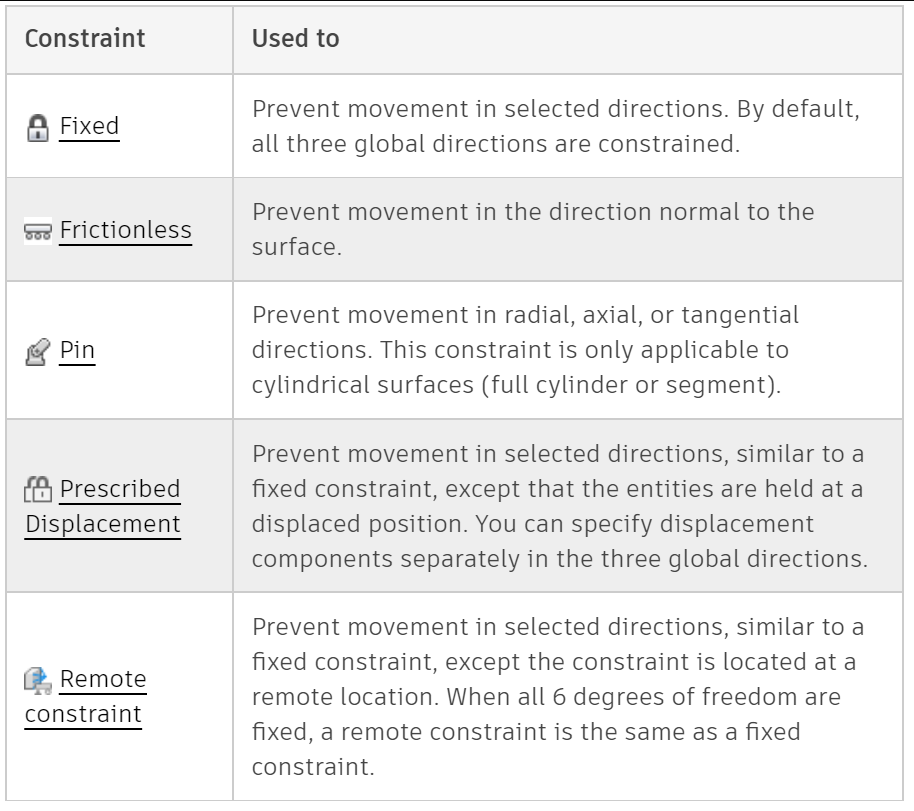 Constraint
Used to
Fixed
Prevent movement in selected directions. By default,
all three global directions are constrained.
Frictionless
Prevent movement in the direction normal to the
surface.
Pin
Prevent movement in radial, axial, or tangential
directions. This constraint is only applicable to
cylindrical surfaces (full cylinder or segment).
Prescribed
Displacement
Prevent movement in selected directions, similar to a
fixed constraint, except that the entities are held at a
displaced position. You can specify displacement
components separately in the three global directions.
Remote
constraint
Prevent movement in selected directions, similar to a
fixed constraint, except the constraint is located at a
remote location. When all 6 degrees of freedom are
fixed, a remote constraint is the same as a fixed
constraint.